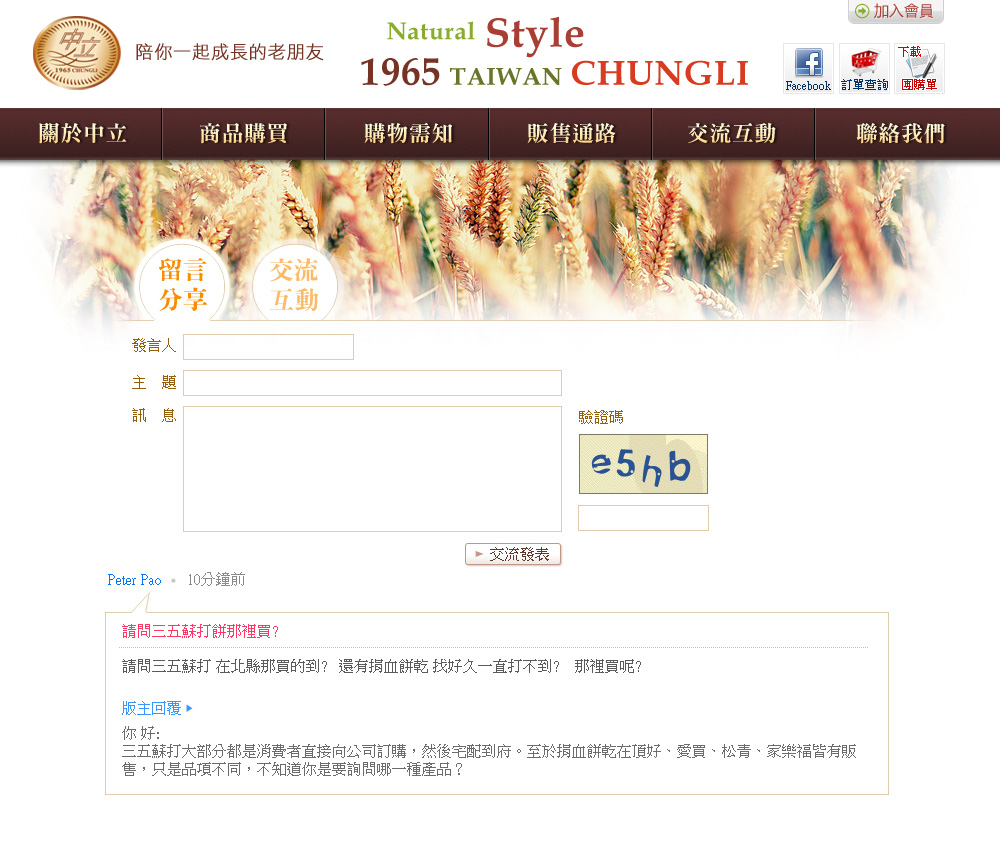 加入會員
中立
1965 CHUNGLI
陪你一起成長的老朋友
Natural Style
1965 TAIWAN CHUNGLI
Facebook
訂單查詢
下載
團購單
關於中立
商品購買
購物需知
販售通路
交流互動
聯絡我們
留言
分享
交流
互動
發言人
主 題
訊 息
驗證碼
e5hb
交流發表
Peter Pao • 10分鐘前
請問三五蘇打餅那裡買?
請問三五蘇打 在北縣那買的到? 還有捐血餅乾 找好久一直打不到? 那裡買呢?
版主回覆
你 好:
三五蘇打大部分都是消費者直接向公司訂購，然後宅配到府。至於捐血餅乾在頂好、愛買、松青、家樂福皆有販
售，只是品項不同，不知道你是要詢問哪一種產品？